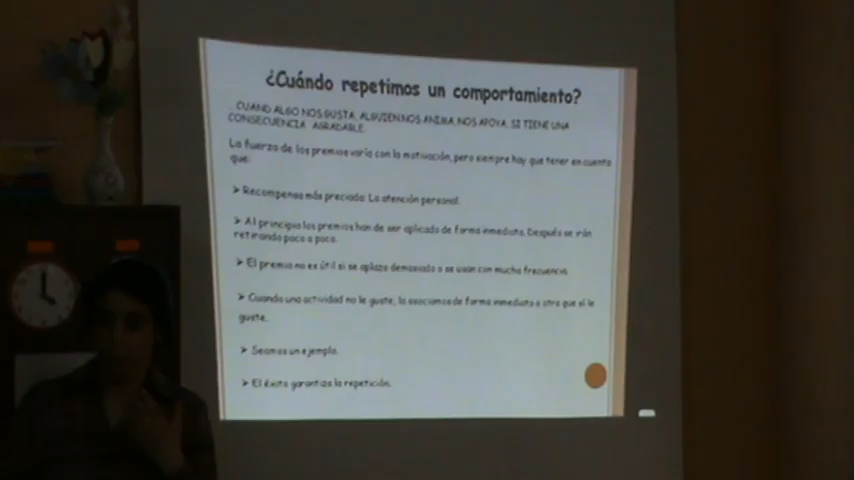 ¿Cuándo repetimos un comportamiento?
CUANDO ALGO NOS GUSTA, ALGUIEN NOS ANIMA, NOS APOYA, SI TIENE UNA
CONSECUENCIA AGRADABLE.
La fuerza de los premios varía con la motivación, pero siempre hay que tener en cuenta
que:
➤ Recompensa más preciada: La atención personal.
➤ Al principio los premios han de ser aplicado de forma inmediata. Después se irán
retirando poco a poco.
➤ El premio no es útil si se aplaza demasiado o se usan con mucha frecuencia.
➤ Cuando una actividad no le guste, la asociamos de forma inmediata a otra que sí le
guste.
➤ Seamos un ejemplo.
➤ El éxito garantiza la repetición.